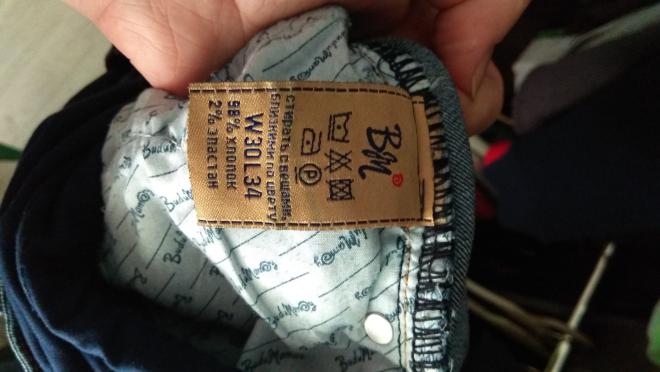 Bm
СТИРАТЬ С ВЕЩАМИ,
БЛИЗКИМИ ПО ЦВЕТУ
W30L34
98% ХЛОПОК
2% ЭЛАСТАН